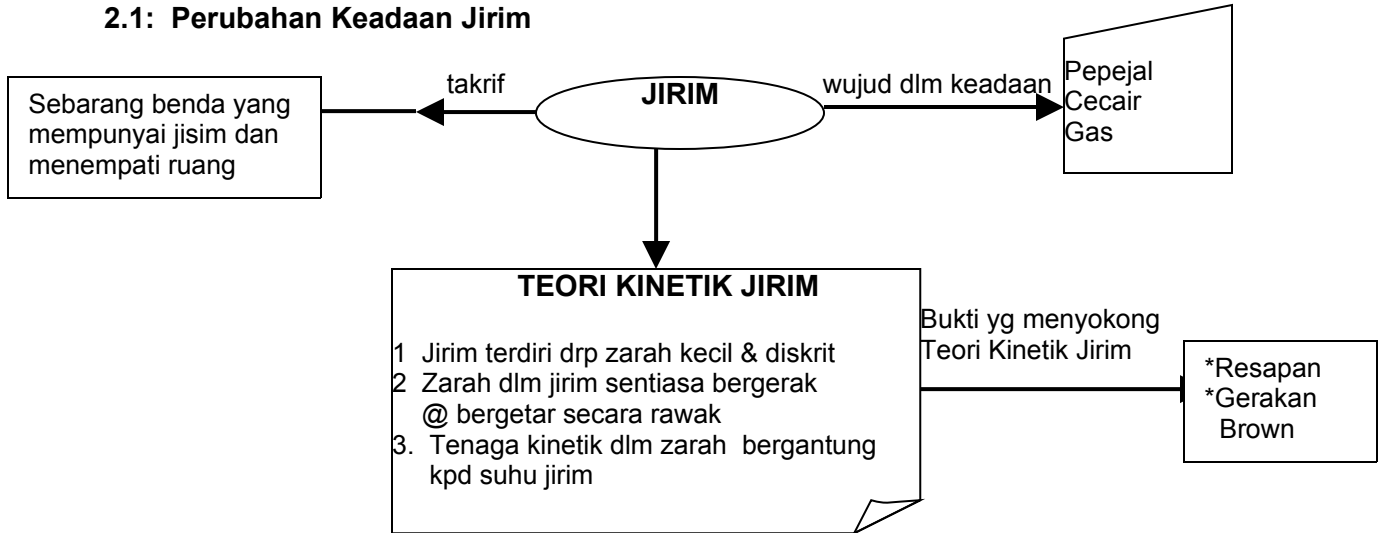 2.1: Perubahan Keadaan Jirim
Sebarang benda yang
mempunyai jisim dan
menempati ruang
takrif
JIRIM
wujud dlm keadaan
Pepejal
Cecair
Gas
TEORI KINETIK JIRIM
1 Jirim terdiri drp zarah kecil & diskrit
2 Zarah dlm jirim sentiasa bergerak
@ bergetar secara rawak
3. Tenaga kinetik dlm zarah bergantung
kpd suhu jirim
Bukti yg menyokong
Teori Kinetik Jirim
*Resapan
*Gerakan
Brown